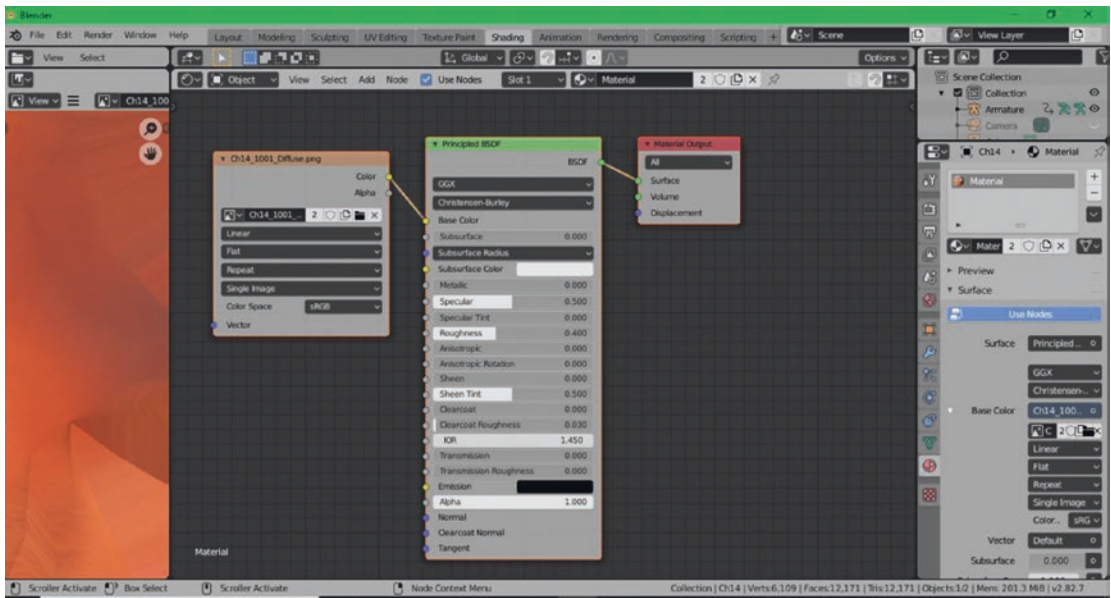 Blender
File Edit Render Window Help Layout Modeling Sculpting UV Editing Texture Paint Shading Animation Rendering Compositing Scripting + Scene View Layer
View Select Global Options
Object View Select Add Node Use Nodes Slot 1 Material 2
View Ch14_100
Scene Collection
Collection
Armature
Camera
Ch14 Material
Material
Mater 2
Preview
Surface
Use Nodes
Surface Principled ..
GGX
Christensen-..
Base Color Ch14_100..
C 2
Linear
Flat
Repeat
Single Image
Color.. sRG
Vector Default
Subsurface 0.000
Ch14_1001_Diffuse.png
Color
Alpha
Ch14_1001_.. 2
Linear
Flat
Repeat
Single Image
Color Space sRGB
Vector
Principled BSDF
BSDF
GGX
Christensen-Burley
Base Color
Subsurface 0.000
Subsurface Radius
Subsurface Color
Metallic 0.000
Specular 0.500
Specular Tint 0.000
Roughness 0.400
Anisotropic 0.000
Anisotropic Rotation 0.000
Sheen 0.000
Sheen Tint 0.500
Clearcoat 0.000
Clearcoat Roughness 0.030
IOR 1.450
Transmission 0.000
Transmission Roughness 0.000
Emission
Alpha 1.000
Normal
Clearcoat Normal
Tangent
Material Output
All
Surface
Volume
Displacement
Material
Scroller Activate Box Select Scroller Activate Node Context Menu Collection | Ch14 | Verts:6,109 | Faces:12,171 | Tris:12,171 | Objects:1/2 | Mem: 201.3 MiB | v2.82.7